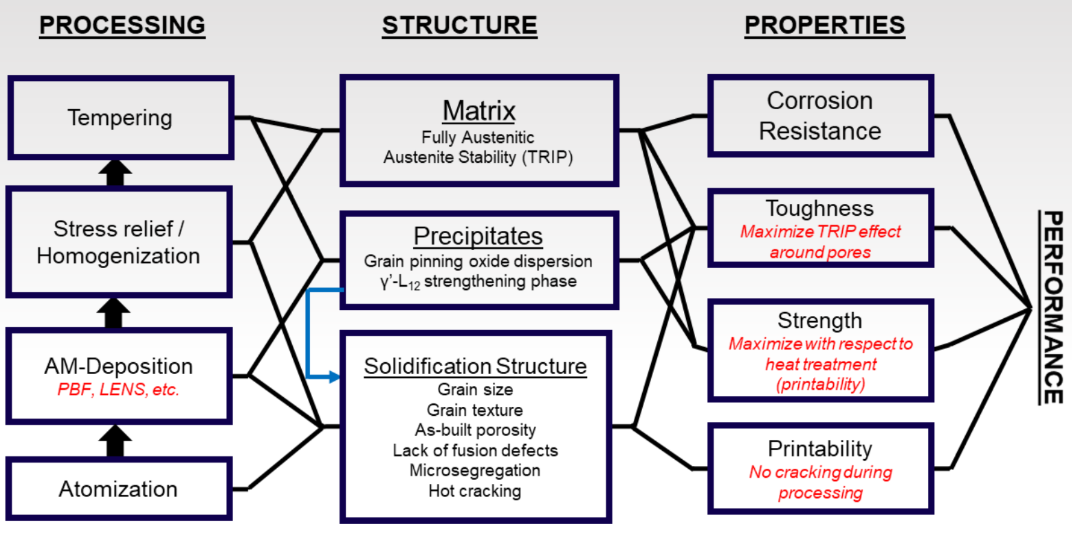 PROCESSING
STRUCTURE
PROPERTIES
Tempering
Stress relief /
Homogenization
AM-Deposition
PBF, LENS, etc.
Atomization
Matrix
Fully Austenitic
Austenite Stability (TRIP)
Precipitates
Grain pinning oxide dispersion
γ'-L12 strengthening phase
Solidification Structure
Grain size
Grain texture
As-built porosity
Lack of fusion defects
Microsegregation
Hot cracking
Corrosion
Resistance
Toughness
Maximize TRIP effect
around pores
Strength
Maximize with respect to
heat treatment
(printability)
Printability
No cracking during
processing
PERFORMANCE